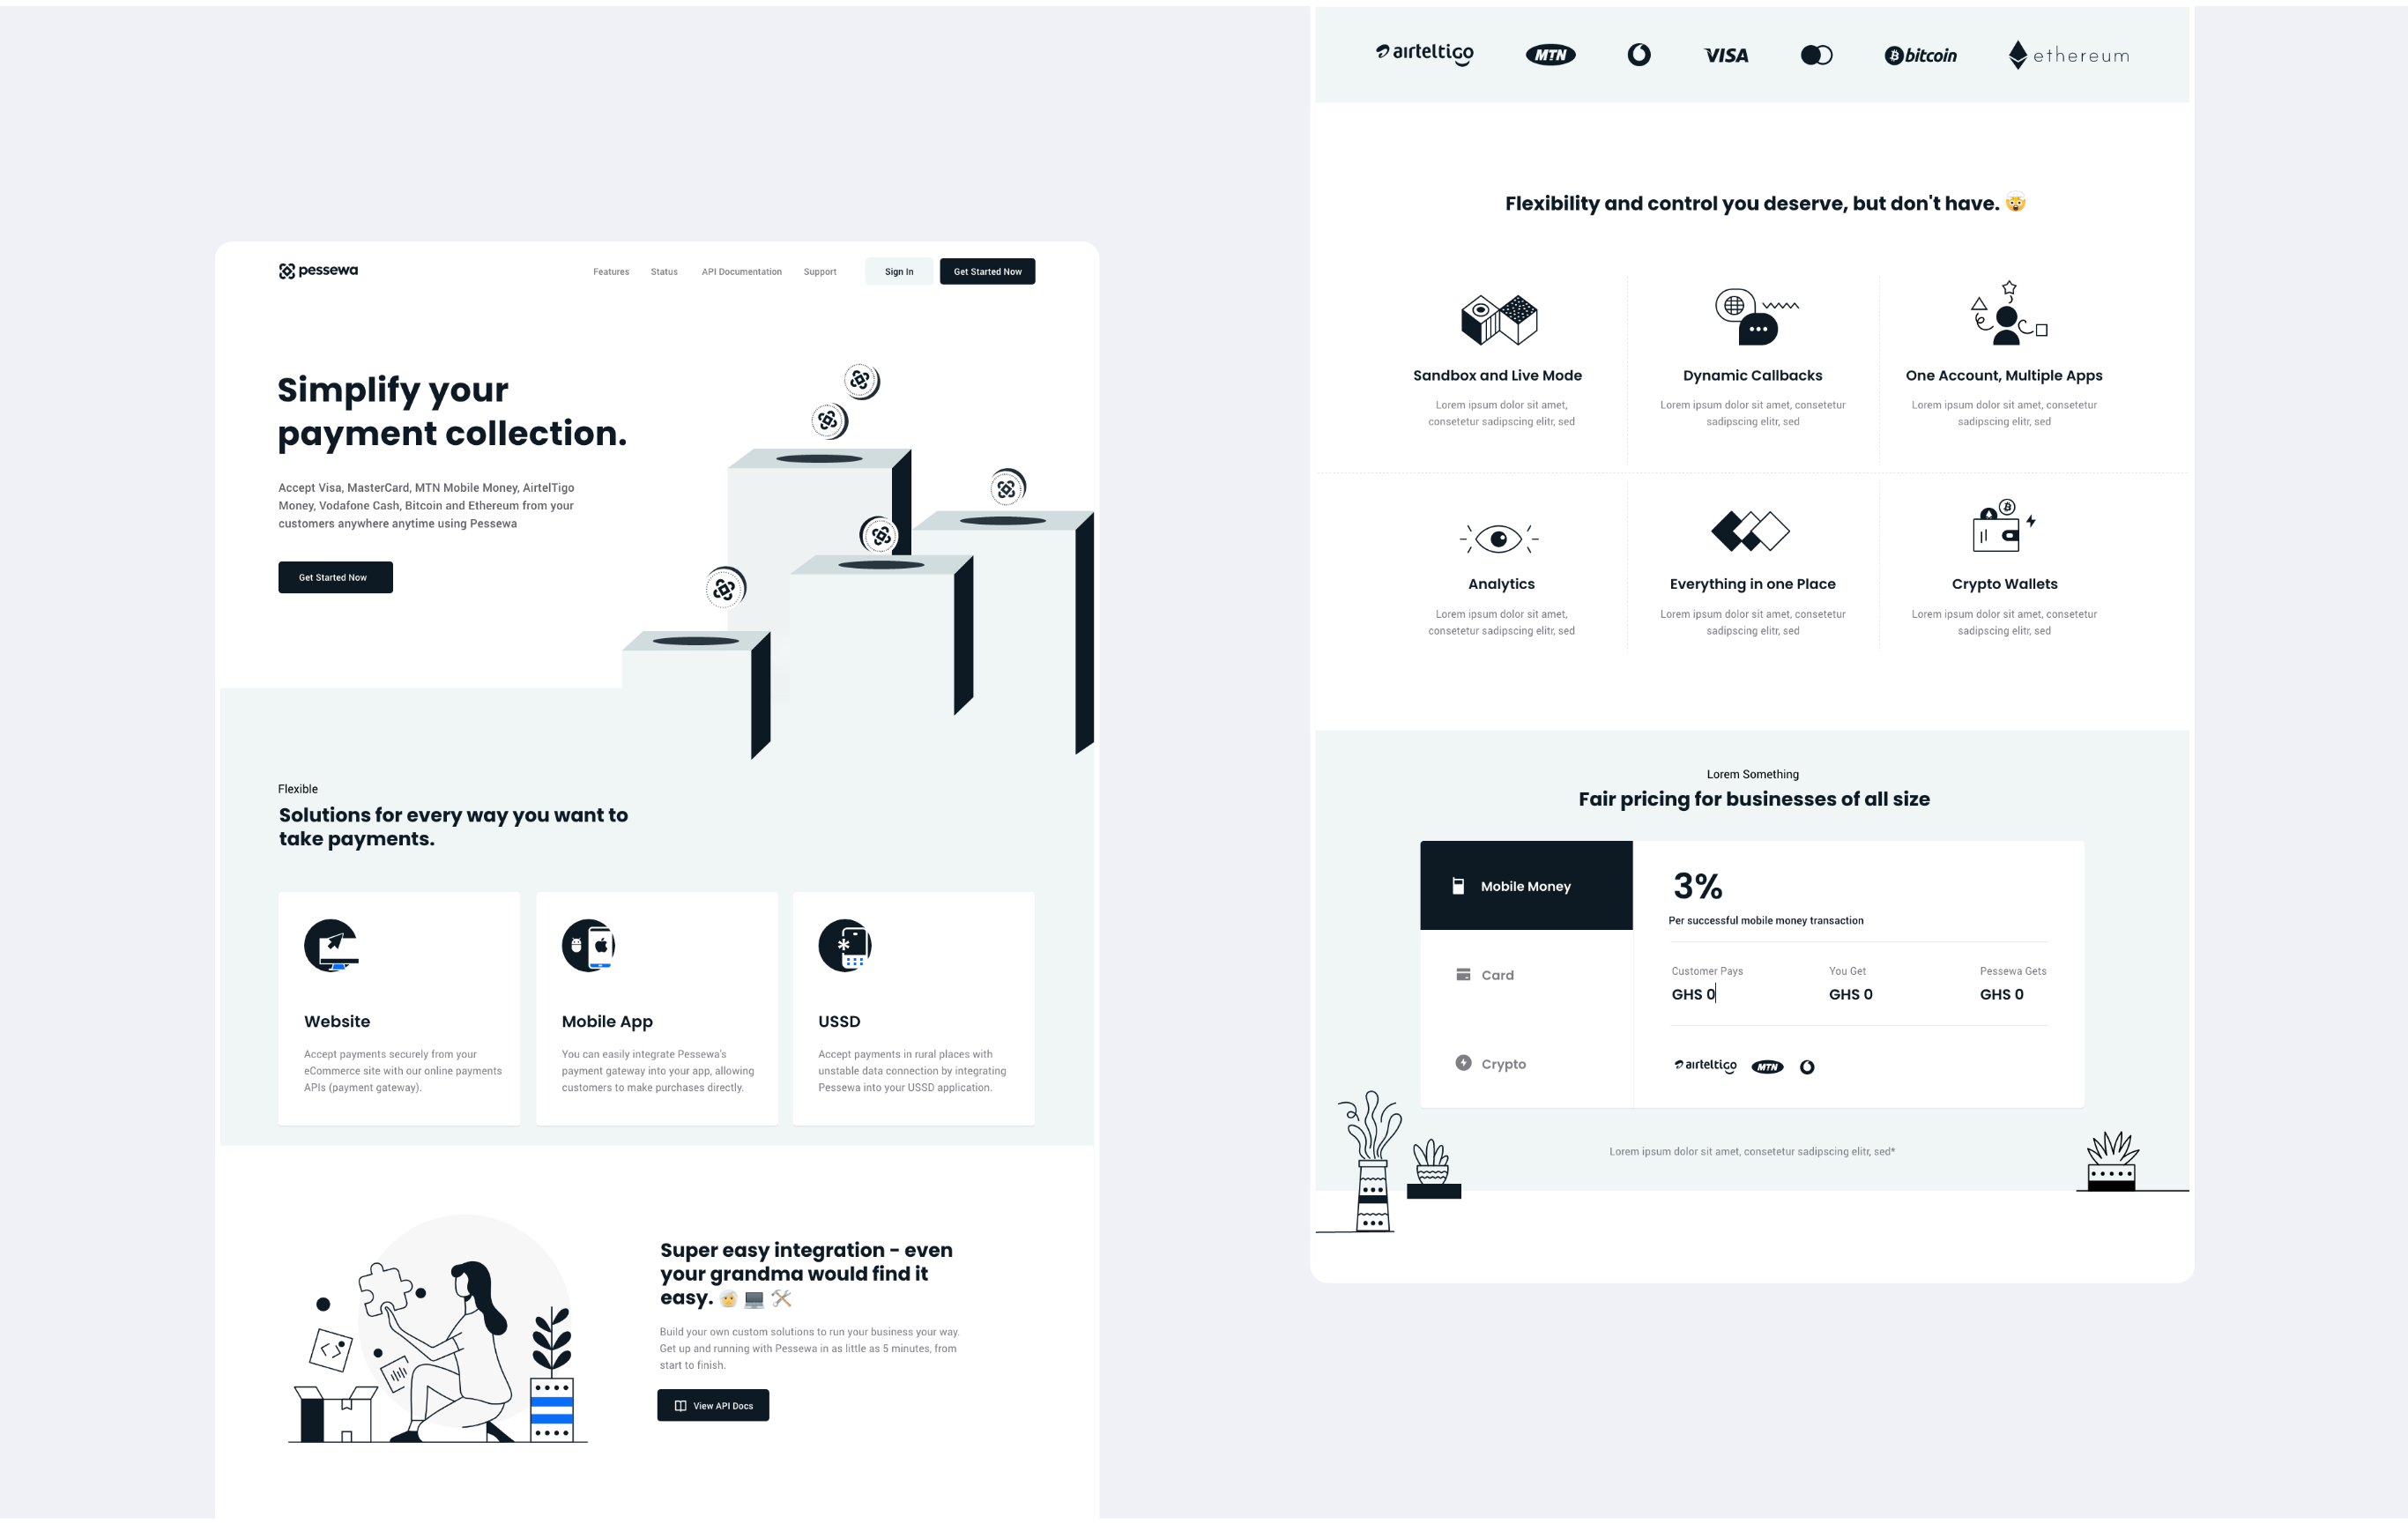 pessewa
Features
Status
API Documentation
Support
Sign In
Get Started Now
Simplify your
payment collection.
Accept Visa, MasterCard, MTN Mobile Money, AirtelTigo
Money, Vodafone Cash, Bitcoin and Ethereum from your
customers anywhere anytime using Pessewa
Get Started Now
Flexible
Solutions for every way you want to
take payments.
Website
Accept payments securely from your
eCommerce site with our online payments
APIs (payment gateway).
Mobile App
You can easily integrate Pessewa's
payment gateway into your app, allowing
customers to make purchases directly.
USSD
Accept payments in rural places with
unstable data connection by integrating
Pessewa into your USSD application.
Super easy integration - even
your grandma would find it
easy.
Build your own custom solutions to run your business your way.
Get up and running with Pessewa in as little as 5 minutes, from
start to finish.
View API Docs
airteltigo
MTN
VISA
bitcoin
ethereum
Flexibility and control you deserve, but don't have.
Sandbox and Live Mode
Lorem ipsum dolor sit amet,
consetetur sadipscing elitr, sed
Dynamic Callbacks
Lorem ipsum dolor sit amet, consetetur
sadipscing elitr, sed
One Account, Multiple Apps
Lorem ipsum dolor sit amet, consetetur
sadipscing elitr, sed
Analytics
Lorem ipsum dolor sit amet,
consetetur sadipscing elitr, sed
Everything in one Place
Lorem ipsum dolor sit amet, consetetur
sadipscing elitr, sed
Crypto Wallets
Lorem ipsum dolor sit amet, consetetur
sadipscing elitr, sed
Lorem Something
Fair pricing for businesses of all size
Mobile Money
Card
Crypto
3%
Per successful mobile money transaction
Customer Pays
GHS 0
You Get
GHS 0
Pessewa Gets
GHS 0
airteltigo
MTN
Lorem ipsum dolor sit amet, consetetur sadipscing elitr, sed*